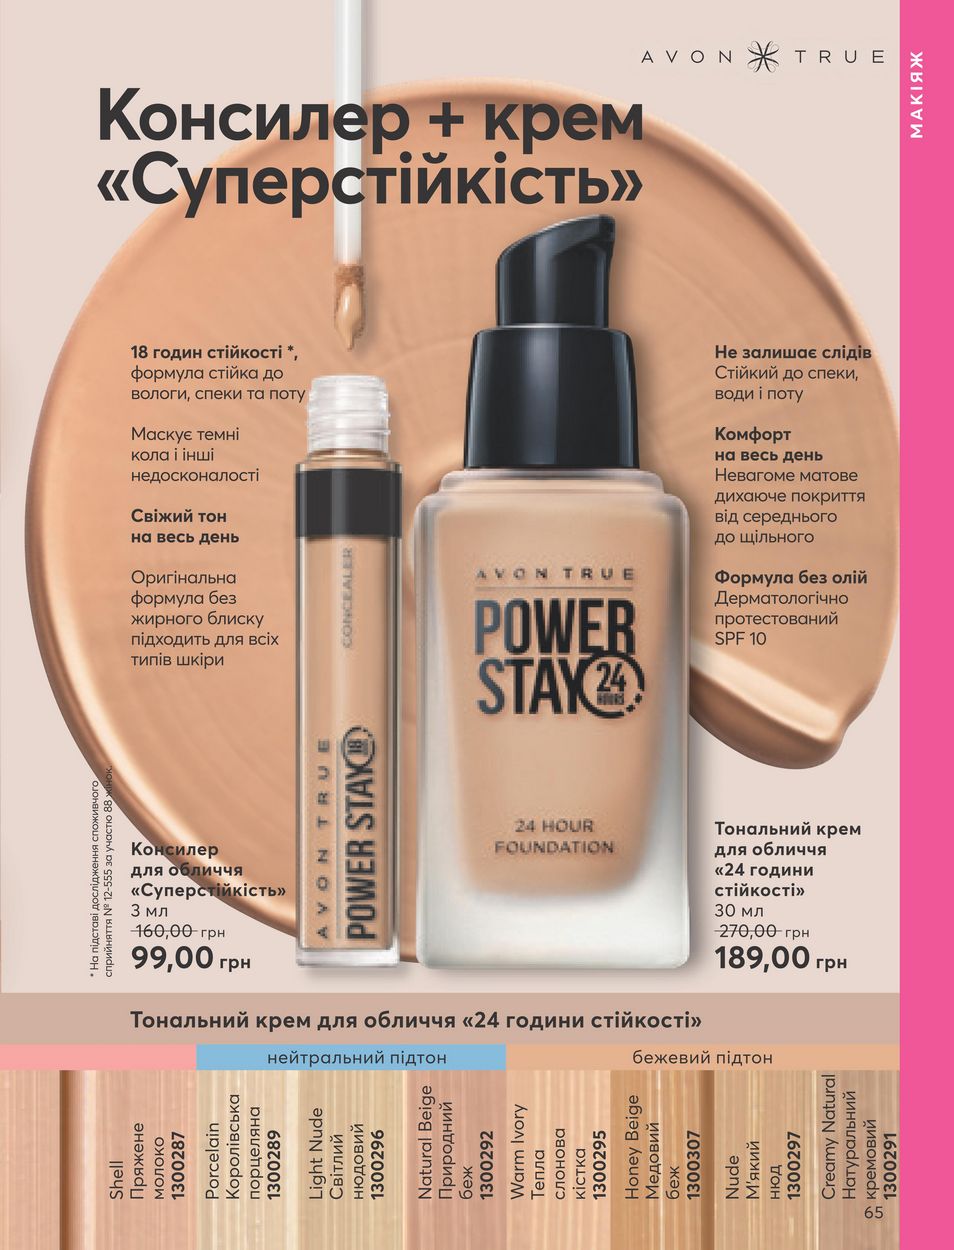 AVON TRUE
МАКІЯЖ
Консилер + крем
«Суперстійкість»
18 годин стійкості *,
формула стійка до
вологи, спеки та поту
Маскує темні
кола і інші
недосконалості
Свіжий тон
на весь день
Оригінальна
формула без
жирного блиску
підходить для всіх
типів шкіри
Не залишає слідів
Стійкий до спеки,
води і поту
Комфорт
на весь день
Невагоме матове
дихаюче покриття
від середнього
до щільного
Формула без олій
Дерматологічно
протестований
SPF 10
CONCEALER
AVON TRUE
POWER STAY 18
AVON TRUE
POWER
STAY 24
HOURS
24 HOUR
FOUNDATION
* На підставі дослідження споживчого
сприйняття № 12-555 за участю 88 жінок.
Консилер
для обличчя
«Суперстійкість»
3 мл
160,00 грн
99,00 грн
Тональний крем
для обличчя
«24 години
стійкості»
30 мл
270,00 грн
189,00 грн
Тональний крем для обличчя «24 години стійкості»
нейтральний підтон
бежевий підтон
Shell
Пряжене
молоко
1300287
Porcelain
Королівська
порцеляна
1300289
Light Nude
Світлий
нюдовий
1300296
Natural Beige
Природний
беж
1300292
Warm Ivory
Тепла
слонова
кістка
1300295
Honey Beige
Медовий
беж
1300307
Nude
М'який
нюд
1300297
Creamy Natural
Натуральний
кремовий
1300291
65